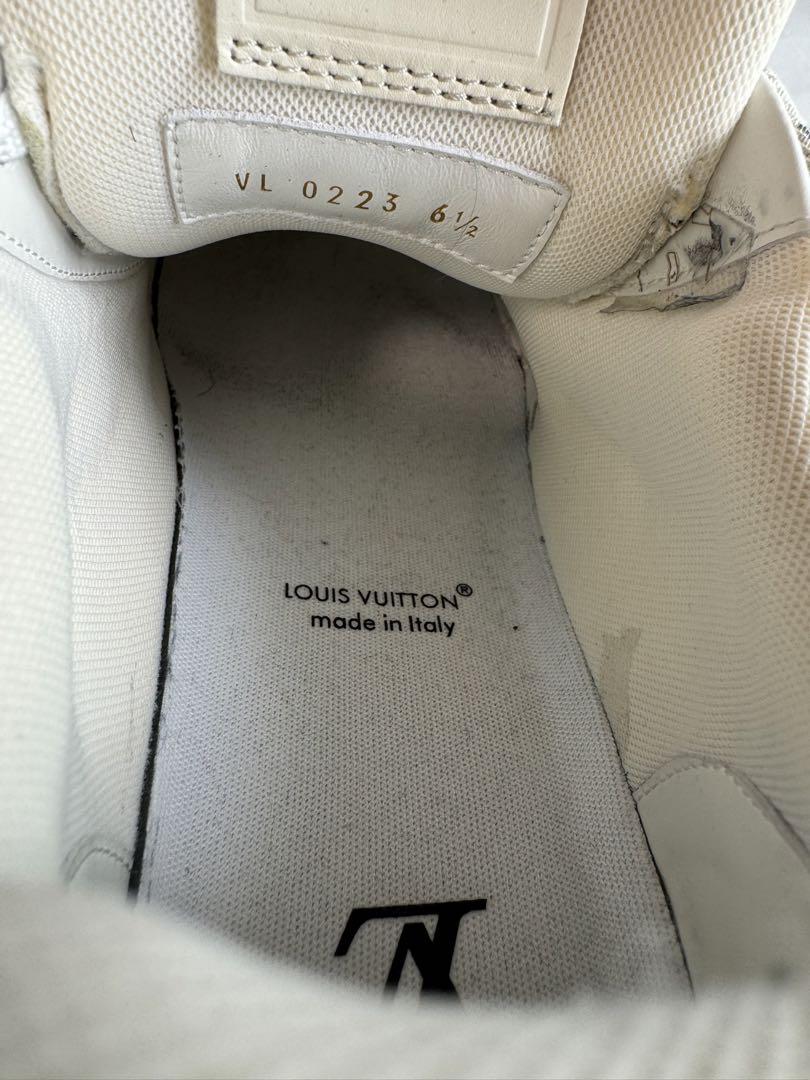 VL 0223 6½
LOUIS VUITTON®
made in Italy